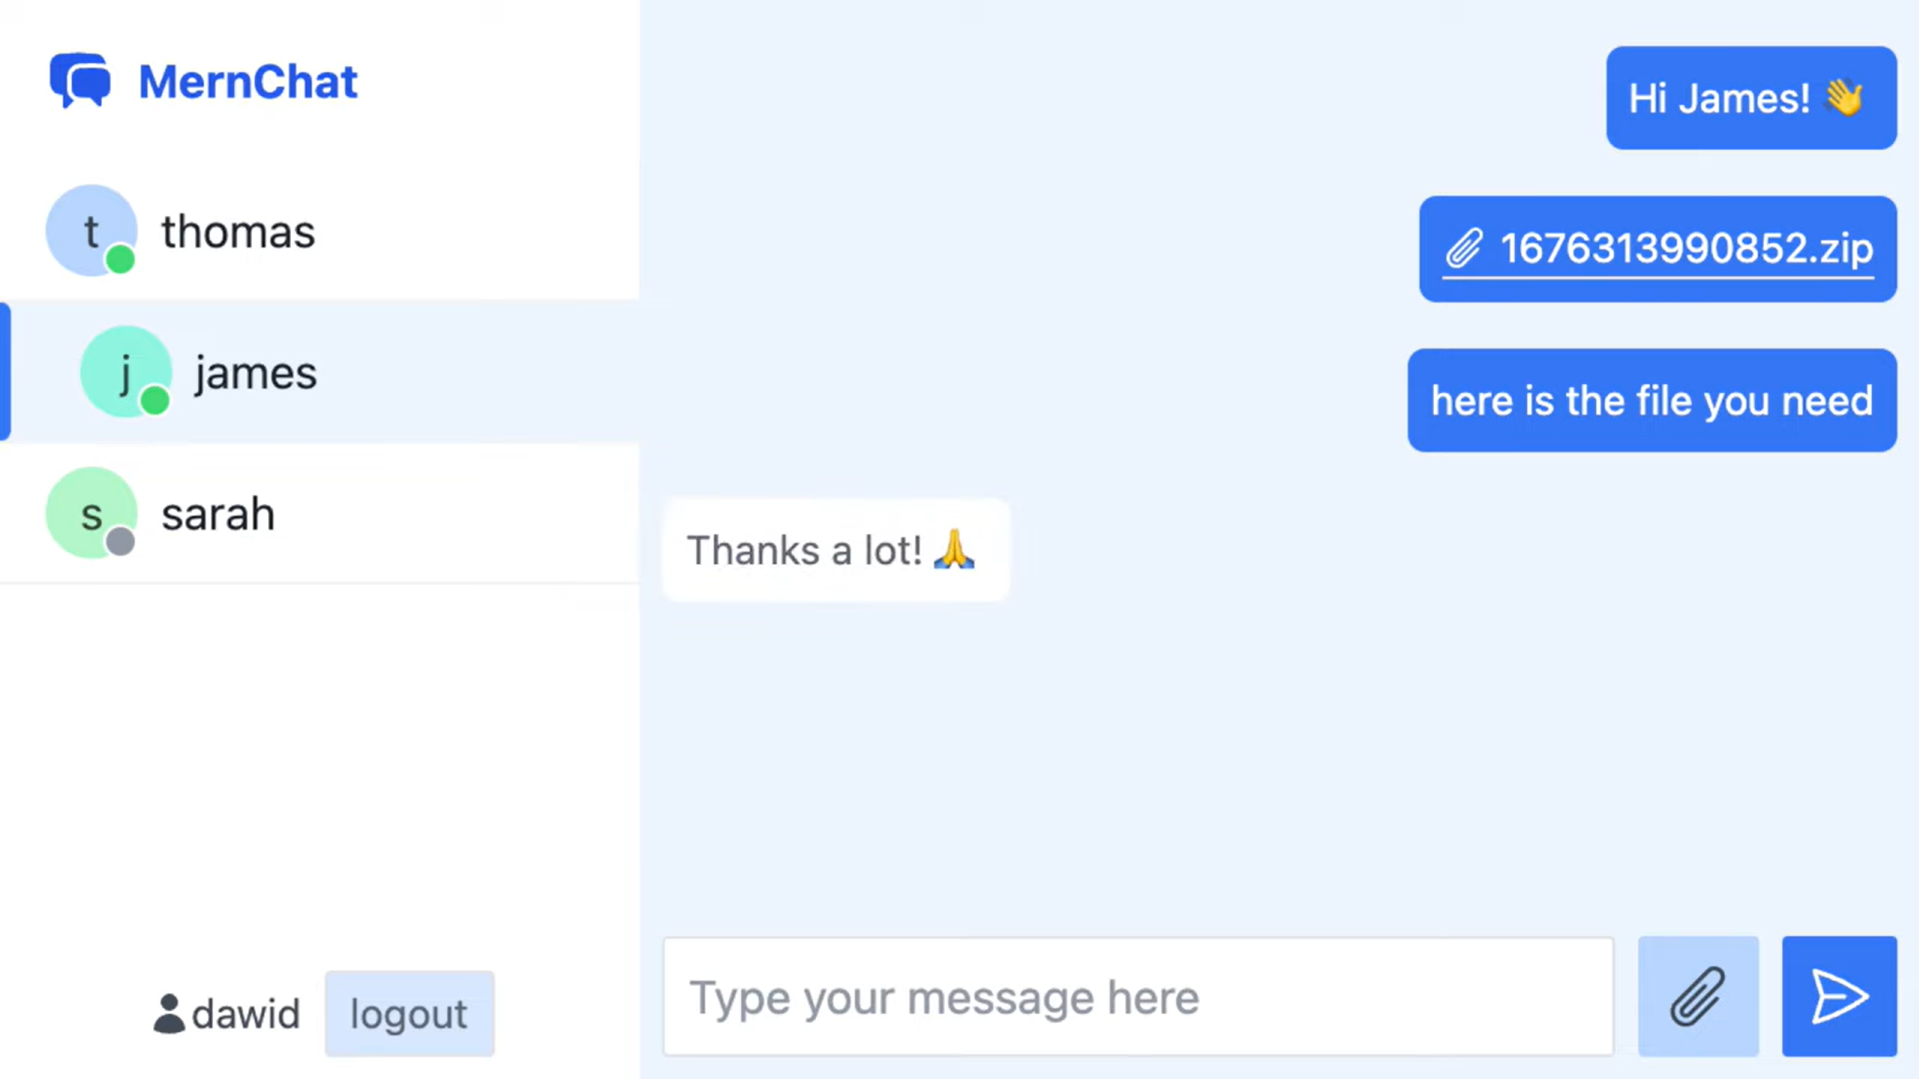 MernChat
t thomas
j james
s sarah
dawid logout
Hi James! 👋
1676313990852.zip
here is the file you need
Thanks a lot! 🙏
Type your message here